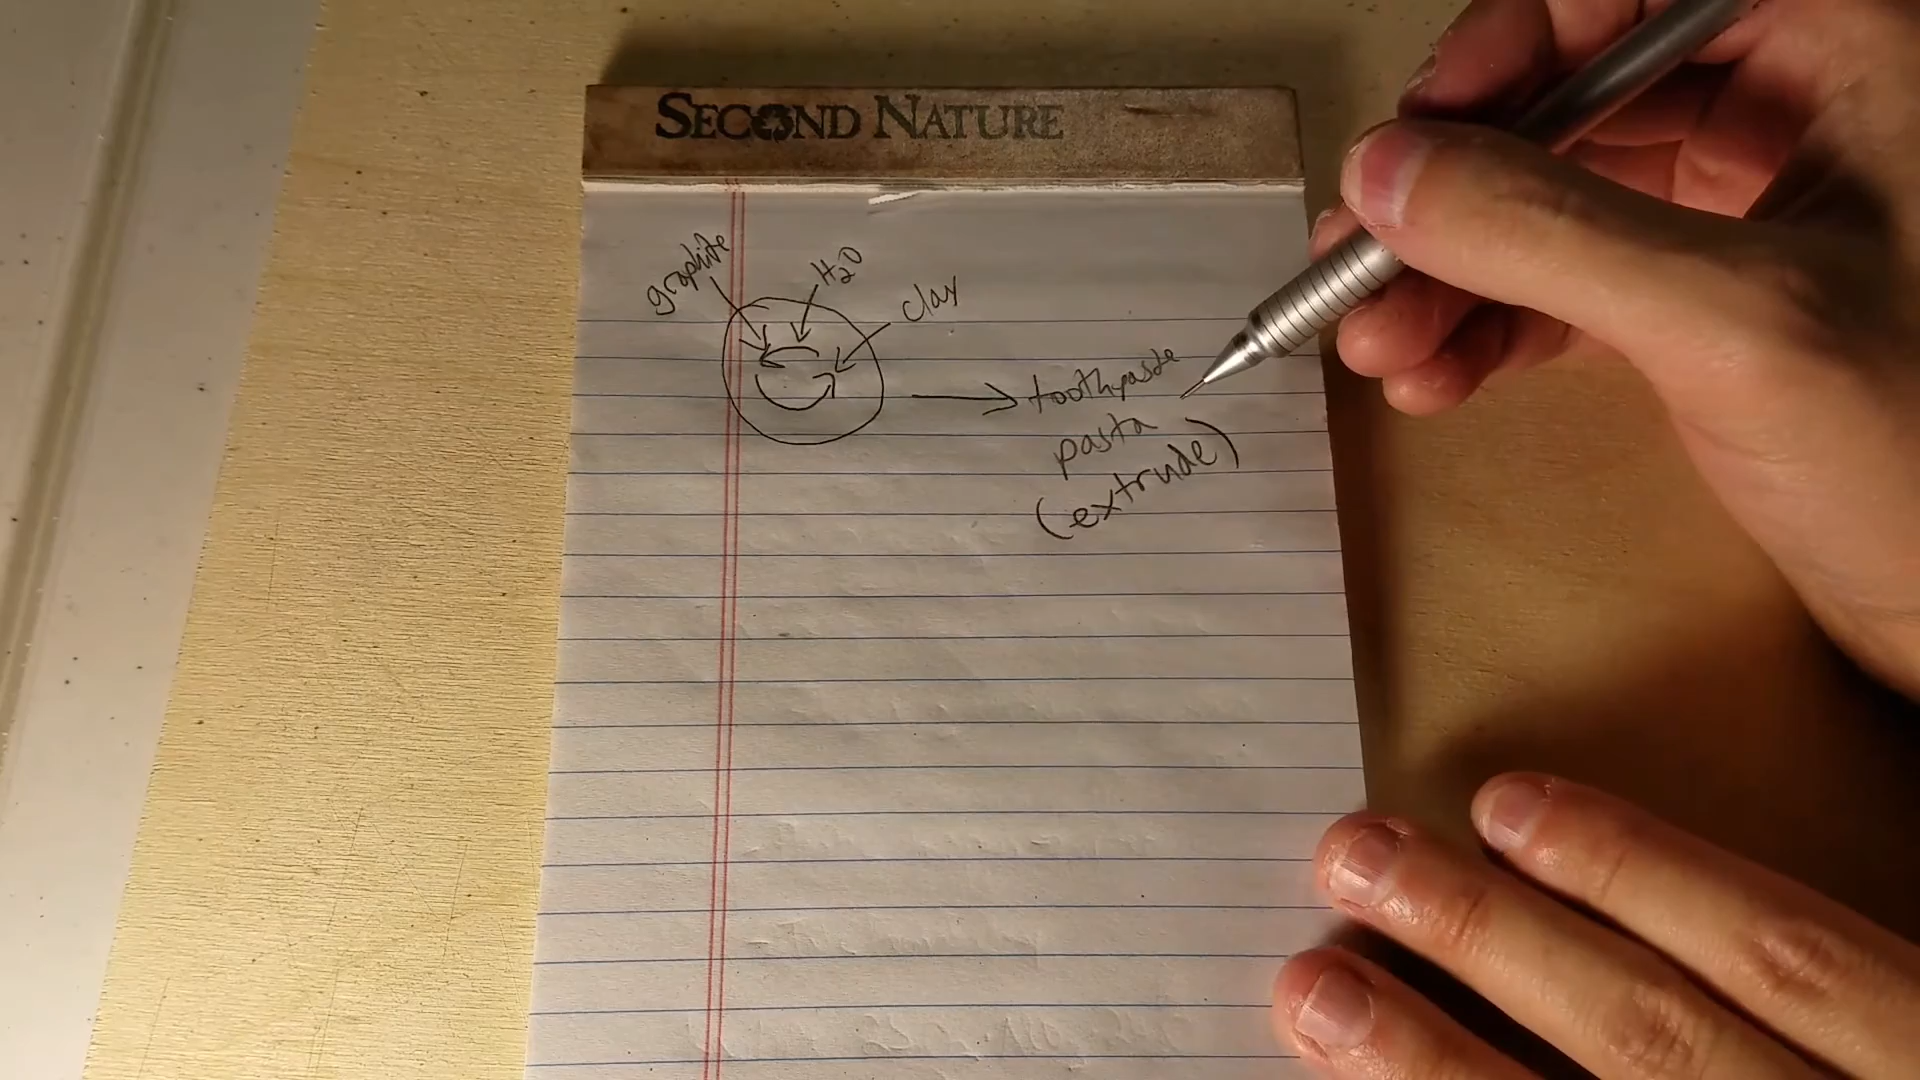 SECOND NATURE
graphite
H₂O
clay
toothpaste
pasta
(extrude)